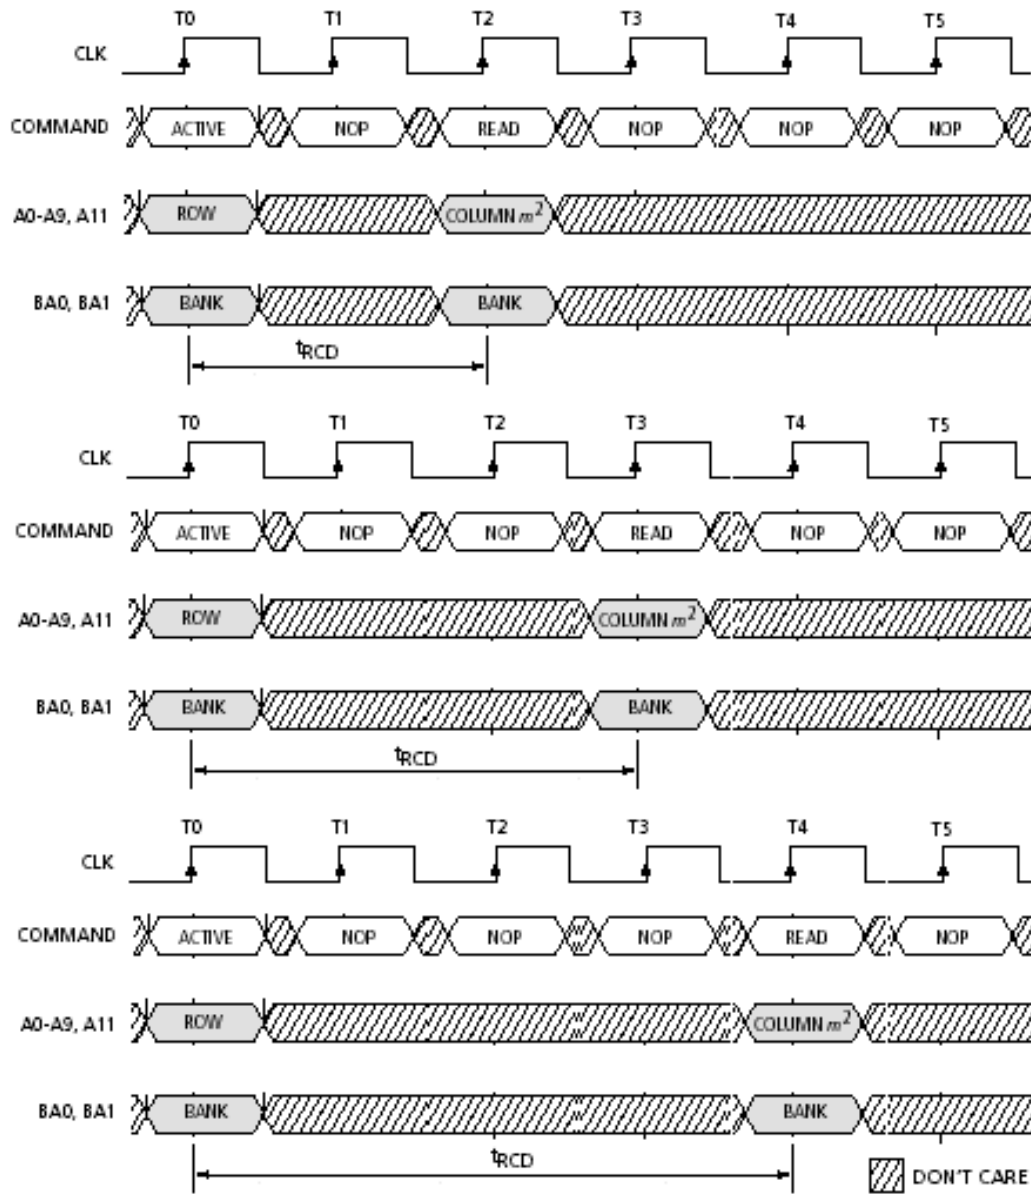 T0 T1 T2 T3 T4 T5
CLK
COMMAND ACTIVE NOP READ NOP NOP NOP
A0-A9, A11 ROW COLUMN m²
BA0, BA1 BANK BANK
tRCD
T0 T1 T2 T3 T4 T5
CLK
COMMAND ACTIVE NOP NOP READ NOP NOP
A0-A9, A11 ROW COLUMN m²
BA0, BA1 BANK BANK
tRCD
T0 T1 T2 T3 T4 T5
CLK
COMMAND ACTIVE NOP NOP NOP READ NOP
A0-A9, A11 ROW COLUMN m²
BA0, BA1 BANK BANK
tRCD
DON'T CARE